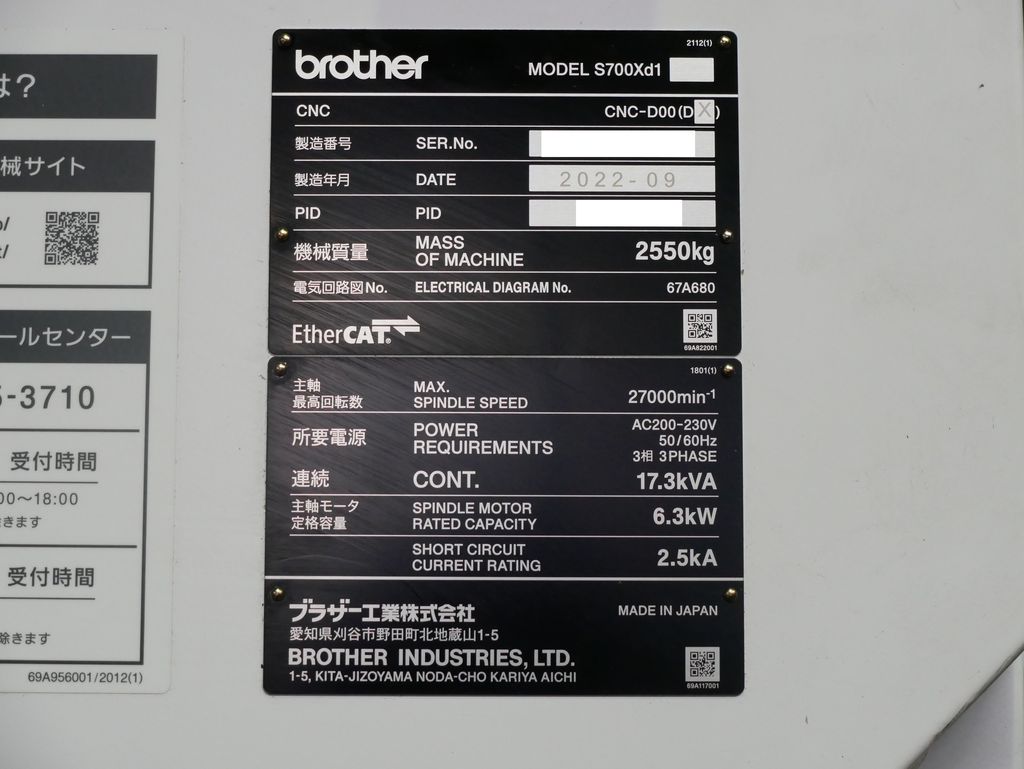 は?
械サイト
ールセンター
-3710
受付時間
00～18:00
きます
受付時間
除きます
69A956001/2012(1)
brother
2112(1)
MODEL S700Xd1
CNC CNC-D00(DX)
製造番号 SER.No.
製造年月 DATE 2022-09
PID PID
機械質量 MASS OF MACHINE 2550kg
電気回路図No. ELECTRICAL DIAGRAM No. 67A680
EtherCAT®
69A822001
1801(1)
主軸 最高回転数 MAX. SPINDLE SPEED 27000min-1
所要電源 POWER REQUIREMENTS AC200-230V 50/60Hz 3相 3PHASE
連続 CONT. 17.3kVA
主軸モータ 定格容量 SPINDLE MOTOR RATED CAPACITY 6.3kW
SHORT CIRCUIT CURRENT RATING 2.5kA
ブラザー工業株式会社 MADE IN JAPAN
愛知県刈谷市野田町北地蔵山1-5
BROTHER INDUSTRIES, LTD.
1-5, KITA-JIZOYAMA NODA-CHO KARIYA AICHI
69A117001